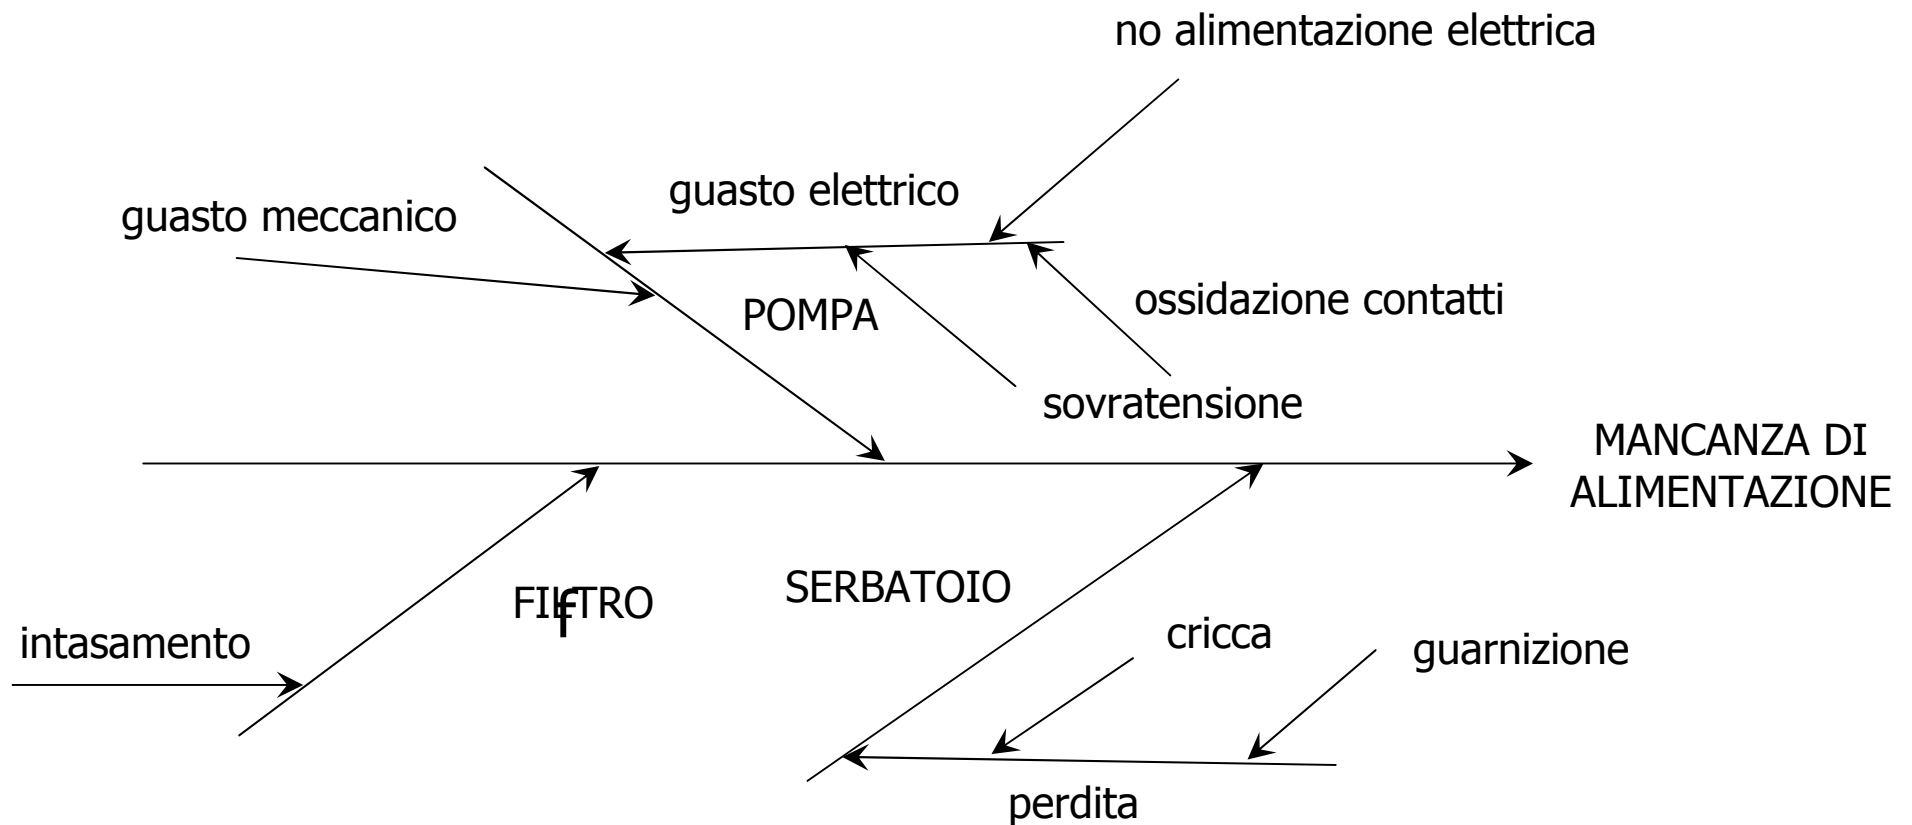 no alimentazione elettrica
guasto elettrico
guasto meccanico
ossidazione contatti
POMPA
sovratensione
MANCANZA DI
ALIMENTAZIONE
SERBATOIO
FILTRO
f
cricca
guarnizione
intasamento
perdita